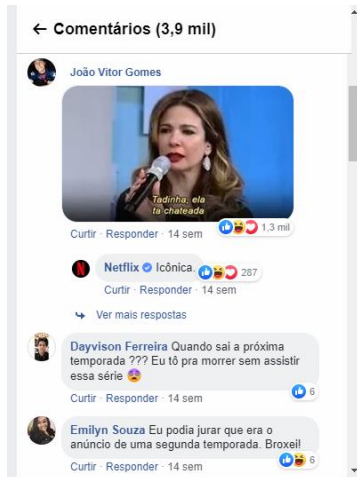 ← Comentários (3,9 mil)
João Vitor Gomes
Tadinha, ela
ta chateada
Curtir · Responder · 14 sem
1,3 mil
Netflix Icônica.
287
Curtir · Responder · 14 sem
Ver mais respostas
Dayvison Ferreira Quando sai a próxima
temporada ??? Eu tô pra morrer sem assistir
essa série 😨
Curtir · Responder · 14 sem
6
Emilyn Souza Eu podia jurar que era o
anúncio de uma segunda temporada. Broxei!
Curtir · Responder · 14 sem
6